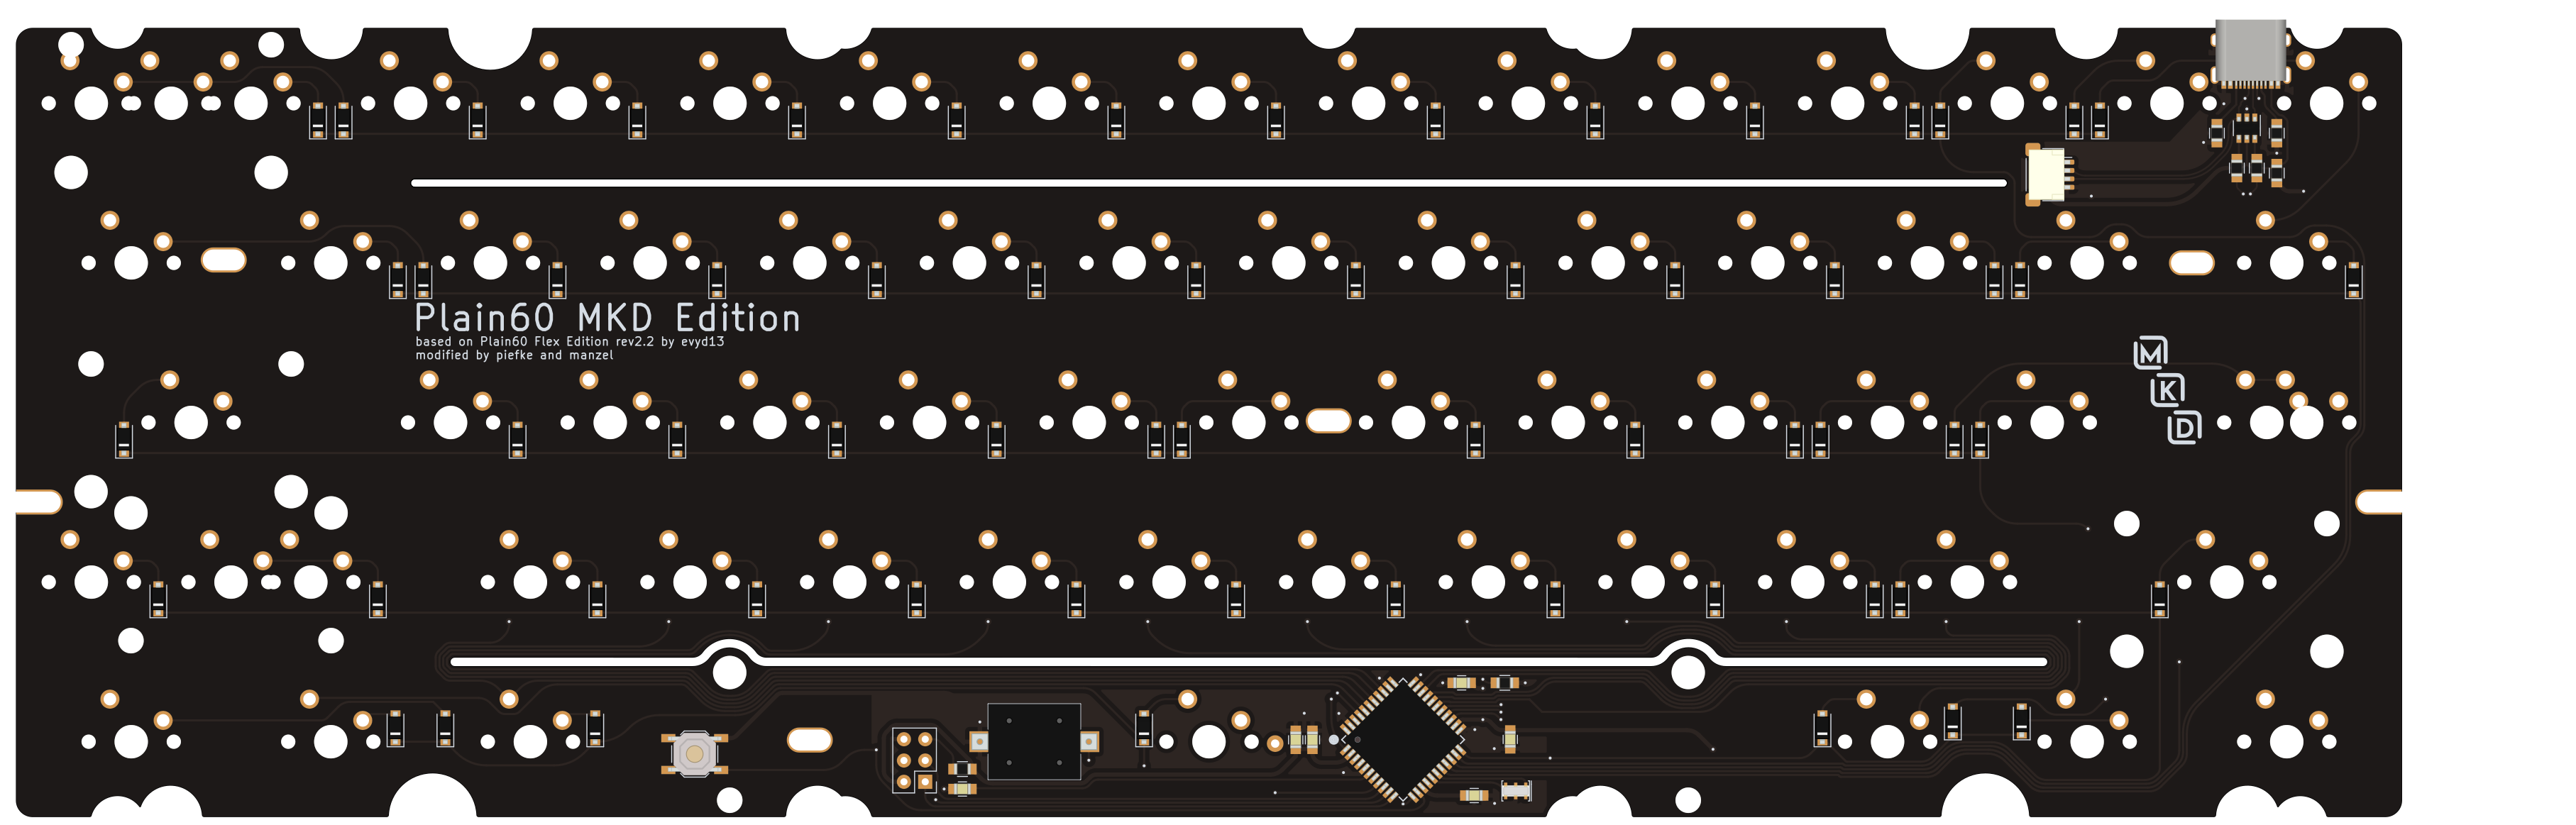 Plain60 MKD Edition
based on Plain60 Flex Edition rev2.2 by evyd13
modified by piefke and manzel
M
K
D